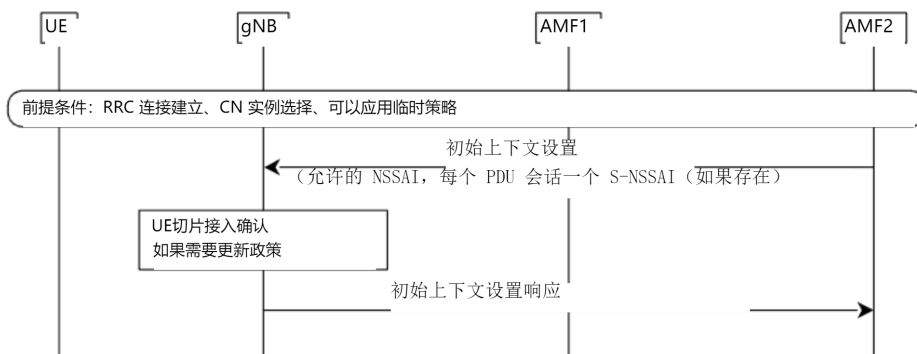 UE
gNB
AMF1
AMF2
前提条件：RRC 连接建立、CN 实例选择、可以应用临时策略
初始上下文设置
（允许的 NSSAI，每个 PDU 会话一个 S-NSSAI（如果存在）
UE切片接入确认
如果需要更新政策
初始上下文设置响应